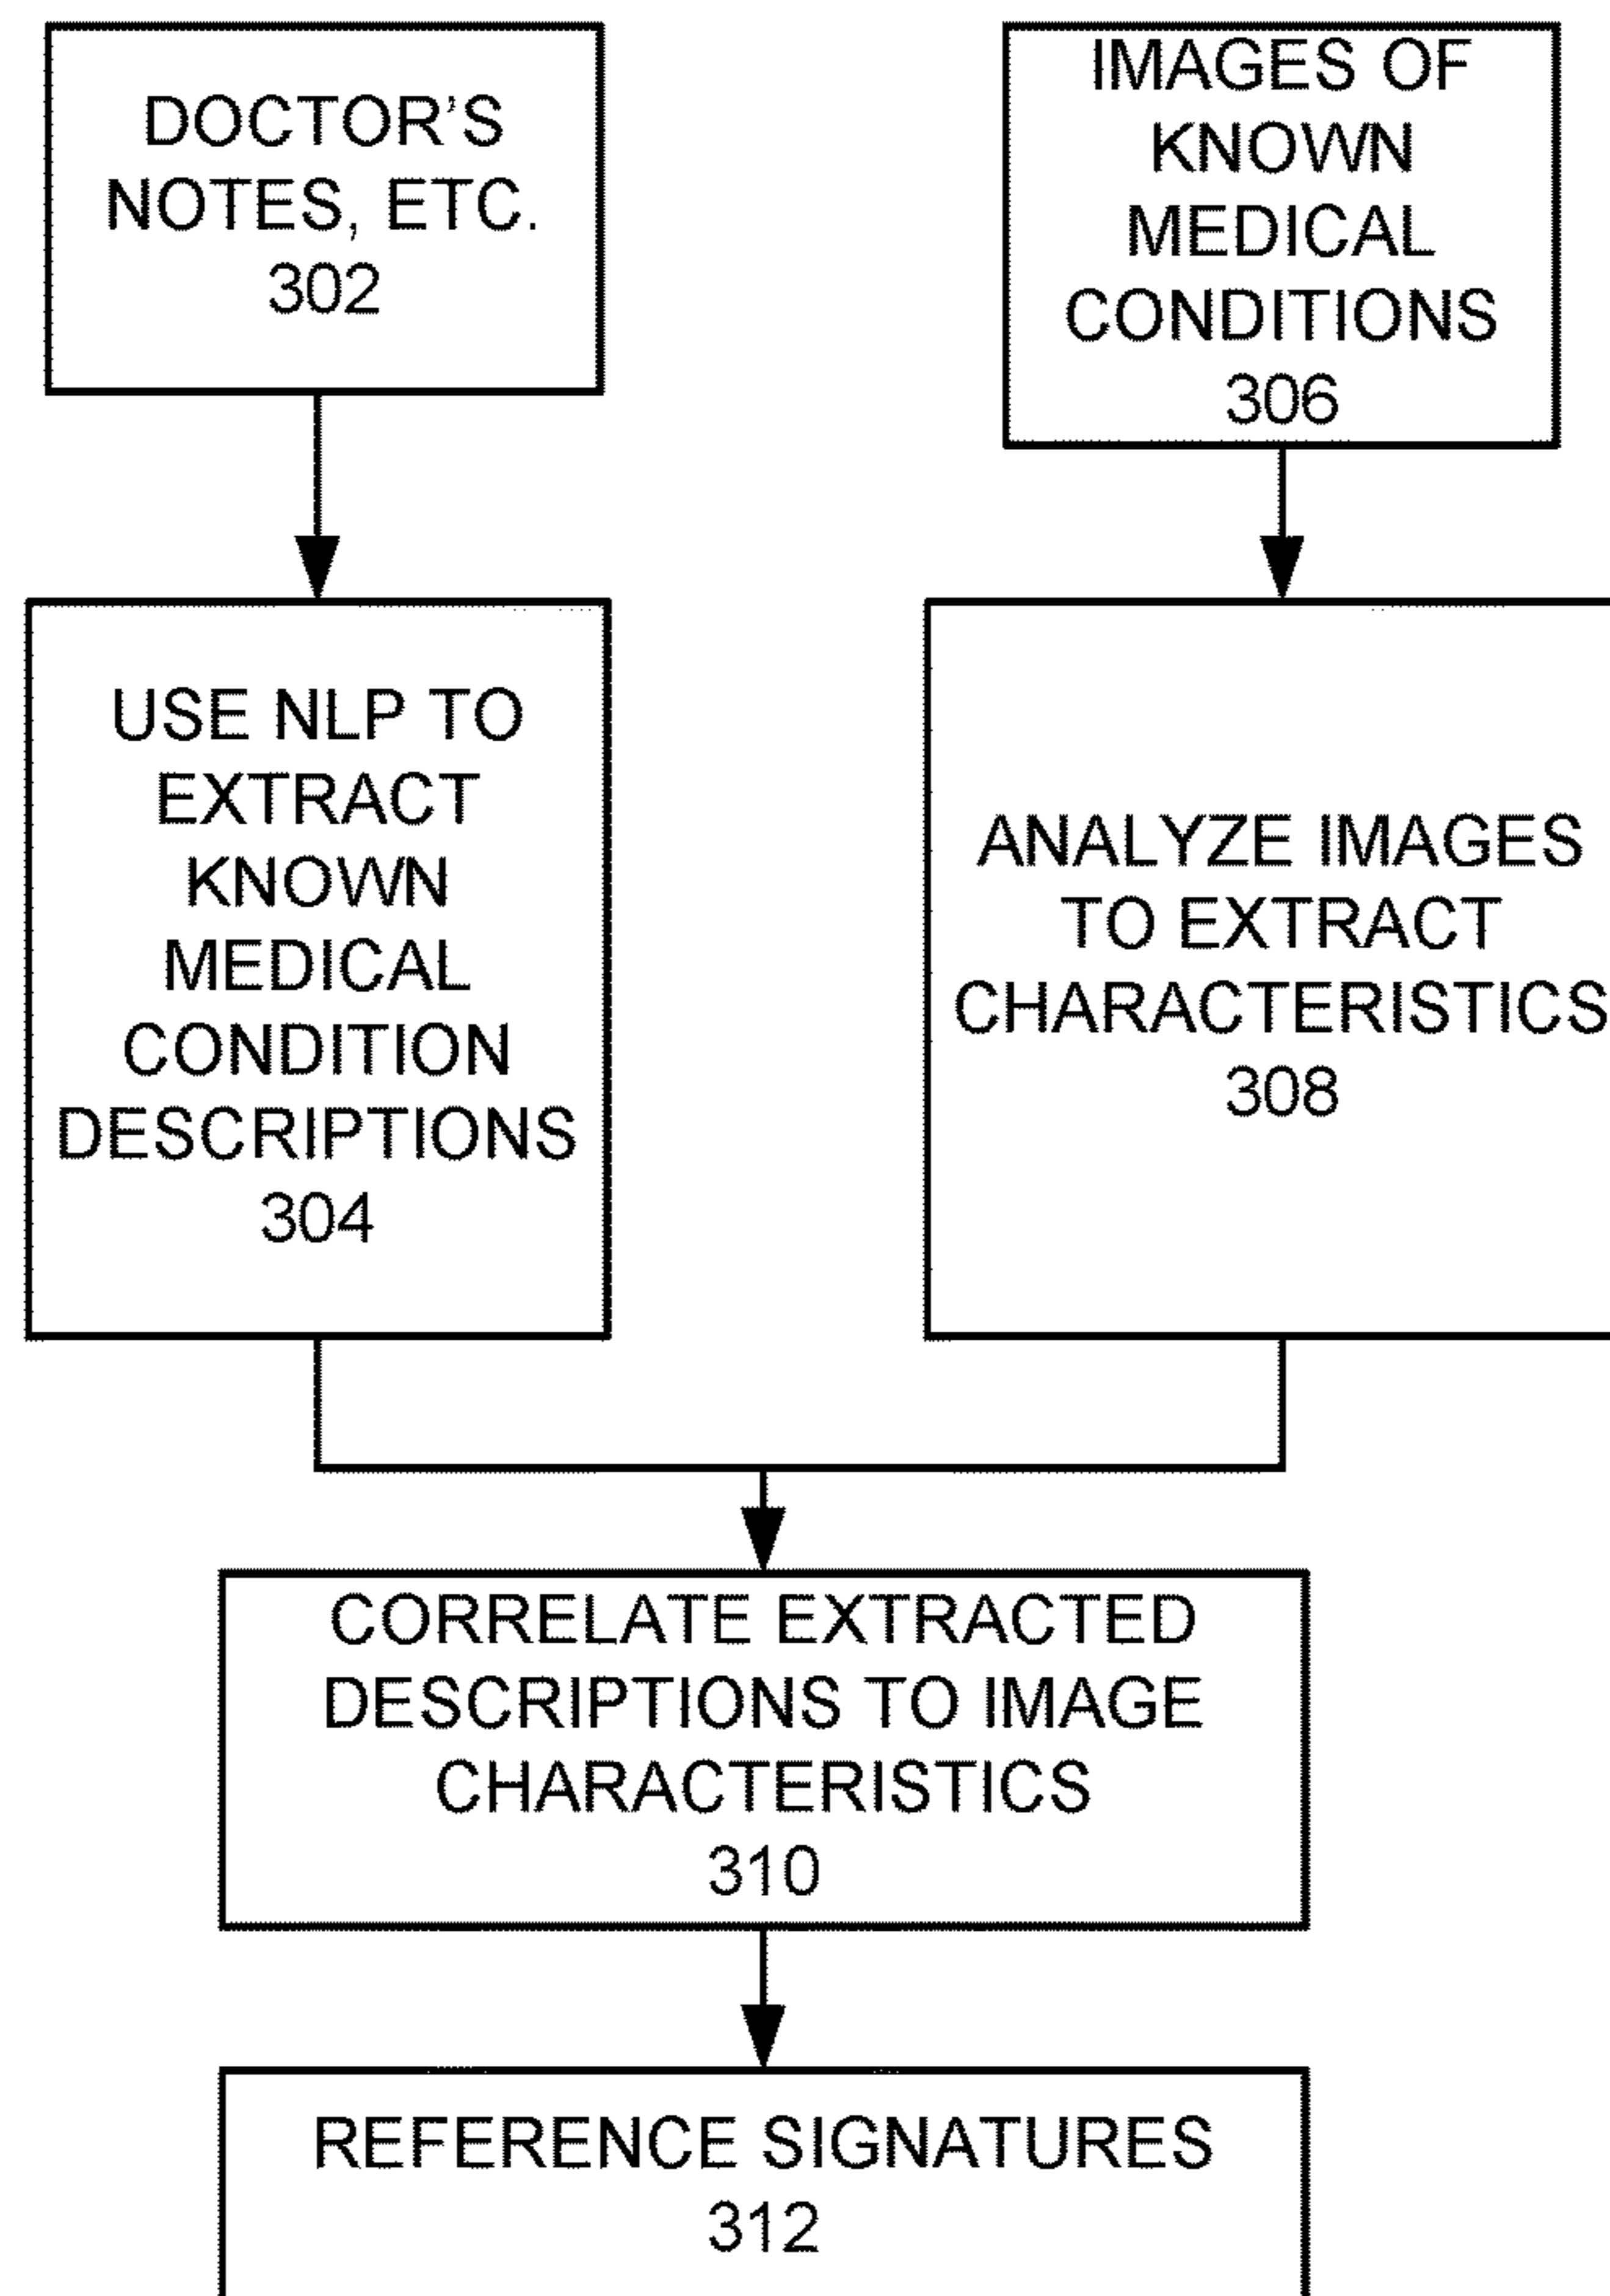 DOCTOR'S
NOTES, ETC.
302
IMAGES OF
KNOWN
MEDICAL
CONDITIONS
306
USE NLP TO
EXTRACT
KNOWN
MEDICAL
CONDITION
DESCRIPTIONS
304
ANALYZE IMAGES
TO EXTRACT
CHARACTERISTICS
308
CORRELATE EXTRACTED
DESCRIPTIONS TO IMAGE
CHARACTERISTICS
310
REFERENCE SIGNATURES
312